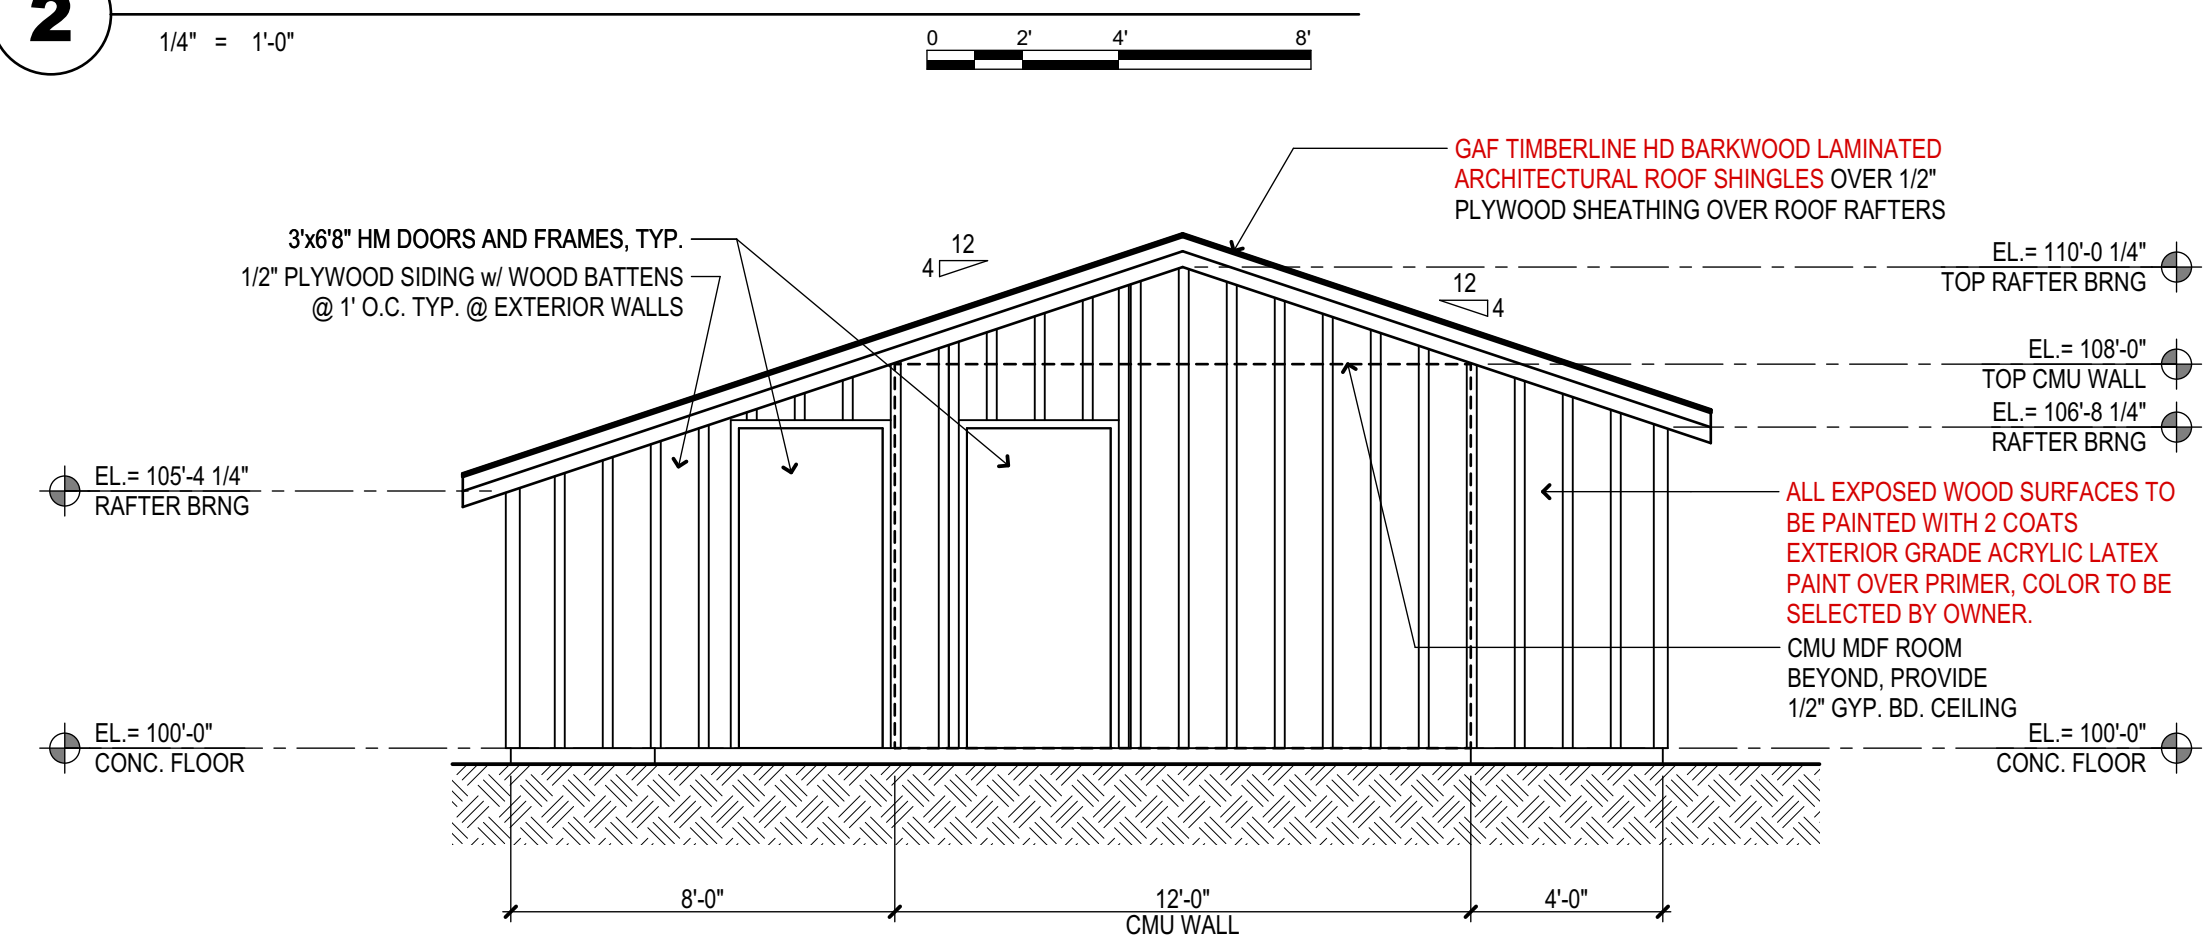 2
1/4" = 1'-0"
0 2' 4' 8'
GAF TIMBERLINE HD BARKWOOD LAMINATED
ARCHITECTURAL ROOF SHINGLES OVER 1/2"
PLYWOOD SHEATHING OVER ROOF RAFTERS
3'x6'8" HM DOORS AND FRAMES, TYP.
1/2" PLYWOOD SIDING w/ WOOD BATTENS
@ 1' O.C. TYP. @ EXTERIOR WALLS
12
4
12
4
EL.= 110'-0 1/4"
TOP RAFTER BRNG
EL.= 108'-0"
TOP CMU WALL
EL.= 106'-8 1/4"
RAFTER BRNG
EL.= 105'-4 1/4"
RAFTER BRNG
ALL EXPOSED WOOD SURFACES TO
BE PAINTED WITH 2 COATS
EXTERIOR GRADE ACRYLIC LATEX
PAINT OVER PRIMER, COLOR TO BE
SELECTED BY OWNER.
CMU MDF ROOM
BEYOND, PROVIDE
1/2" GYP. BD. CEILING
EL.= 100'-0"
CONC. FLOOR
EL.= 100'-0"
CONC. FLOOR
8'-0" 12'-0" 4'-0"
CMU WALL